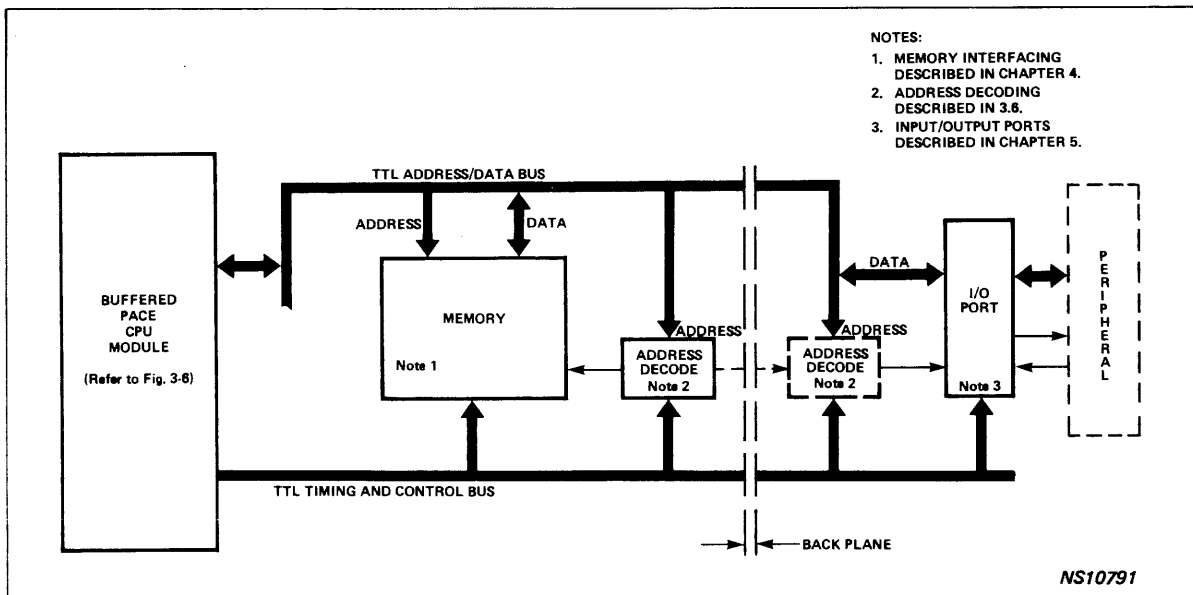 NOTES:
1. MEMORY INTERFACING
DESCRIBED IN CHAPTER 4.
2. ADDRESS DECODING
DESCRIBED IN 3.6.
3. INPUT/OUTPUT PORTS
DESCRIBED IN CHAPTER 5.
TTL ADDRESS/DATA BUS
ADDRESS
DATA
BUFFERED
PACE
CPU
MODULE
(Refer to Fig. 3-6)
MEMORY
Note 1
ADDRESS
ADDRESS
DECODE
Note 2
ADDRESS
ADDRESS
DECODE
Note 2
DATA
I/O
PORT
Note 3
PERIPHERAL
TTL TIMING AND CONTROL BUS
BACK PLANE
NS10791